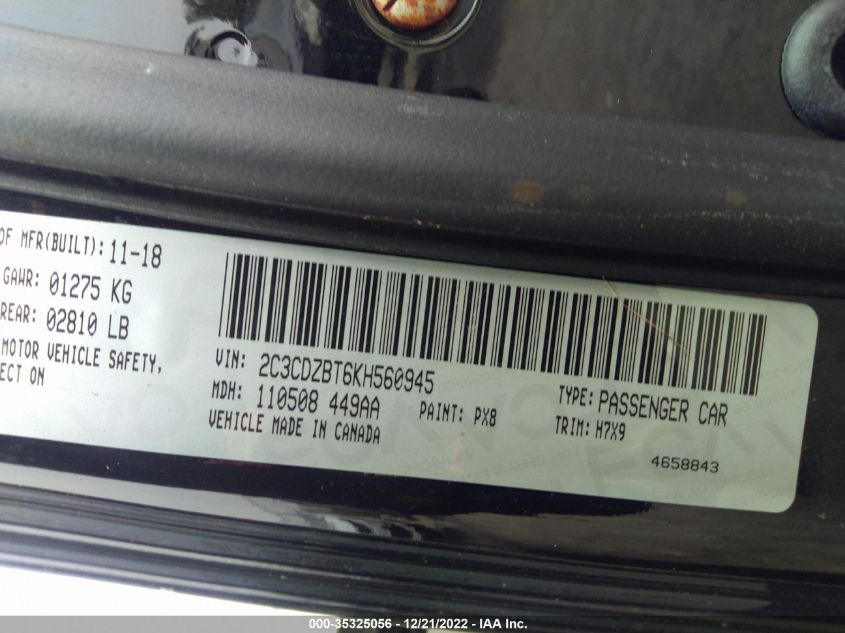 OF MFR(BUILT): 11-18
GAWR: 01275 KG
REAR: 02810 LB
MOTOR VEHICLE SAFETY,
ECT ON
VIN: 2C3CDZBT6KH560945
MDH: 110508 449AA
PAINT: PX8
VEHICLE MADE IN CANADA
TYPE: PASSENGER CAR
TRIM: H7X9
4658843
000-35325056 - 12/21/2022 - IAA Inc.